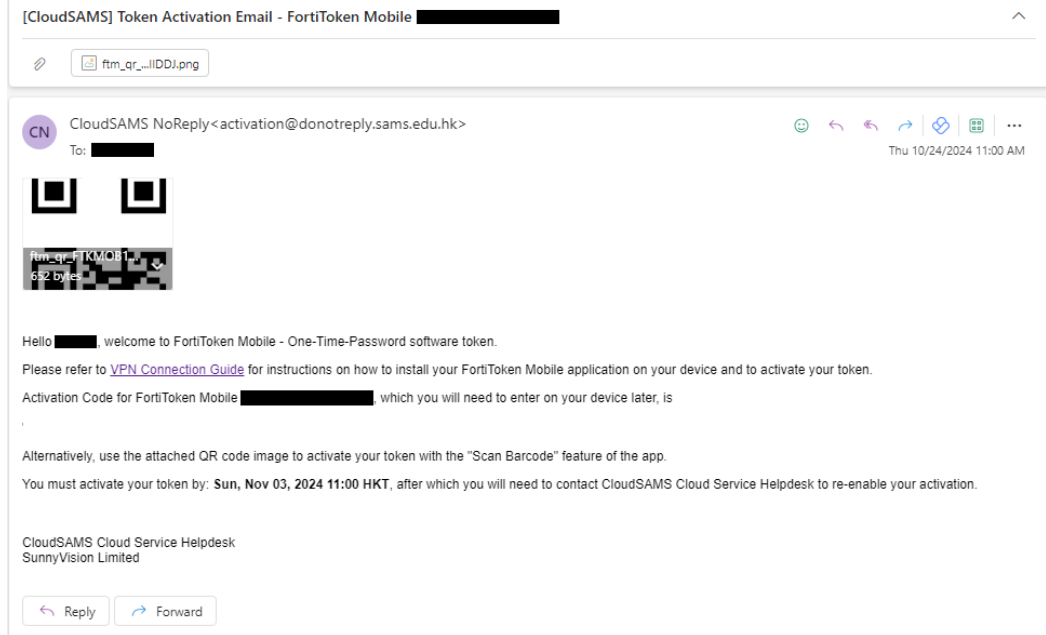 [CloudSAMS] Token Activation Email - FortiToken Mobile
ftm_qr_...IIDDJ.png
CN
CloudSAMS NoReply<activation@donotreply.sams.edu.hk>
To:
Thu 10/24/2024 11:00 AM
ftm_qr_FTKMOB1...
652 bytes
Hello , welcome to FortiToken Mobile - One-Time-Password software token.
Please refer to VPN Connection Guide for instructions on how to install your FortiToken Mobile application on your device and to activate your token.
Activation Code for FortiToken Mobile , which you will need to enter on your device later, is
Alternatively, use the attached QR code image to activate your token with the "Scan Barcode" feature of the app.
You must activate your token by: Sun, Nov 03, 2024 11:00 HKT, after which you will need to contact CloudSAMS Cloud Service Helpdesk to re-enable your activation.
CloudSAMS Cloud Service Helpdesk
SunnyVision Limited
Reply
Forward